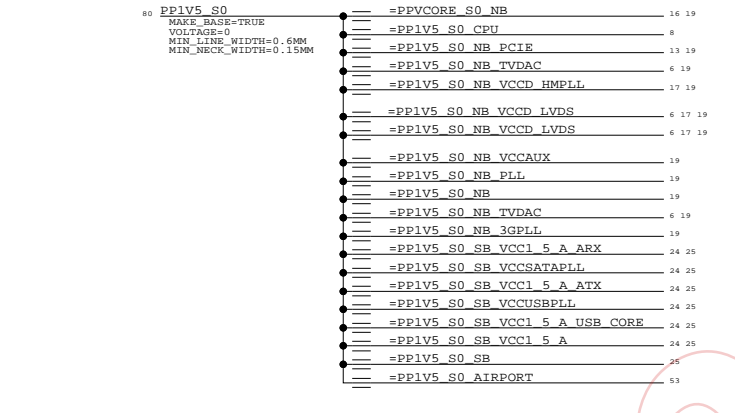 80 PP1V5_S0
MAKE_BASE=TRUE
VOLTAGE=0
MIN_LINE_WIDTH=0.6MM
MIN_NECK_WIDTH=0.15MM
=PPVCORE_S0_NB 16 19
=PP1V5_S0_CPU 8
=PP1V5_S0_NB_PCIE 13 19
=PP1V5_S0_NB_TVDAC 6 19
=PP1V5_S0_NB_VCCD_HMPLL 17 19
=PP1V5_S0_NB_VCCD_LVDS 6 17 19
=PP1V5_S0_NB_VCCD_LVDS 6 17 19
=PP1V5_S0_NB_VCCAUX 19
=PP1V5_S0_NB_PLL 19
=PP1V5_S0_NB 19
=PP1V5_S0_NB_TVDAC 6 19
=PP1V5_S0_NB_3GPLL 19
=PP1V5_S0_SB_VCC1_5_A_ARX 24 25
=PP1V5_S0_SB_VCCSATAPLL 24 25
=PP1V5_S0_SB_VCC1_5_A_ATX 24 25
=PP1V5_S0_SB_VCCUSBPLL 24 25
=PP1V5_S0_SB_VCC1_5_A_USB_CORE 24 25
=PP1V5_S0_SB_VCC1_5_A 24 25
=PP1V5_S0_SB 25
=PP1V5_S0_AIRPORT 53